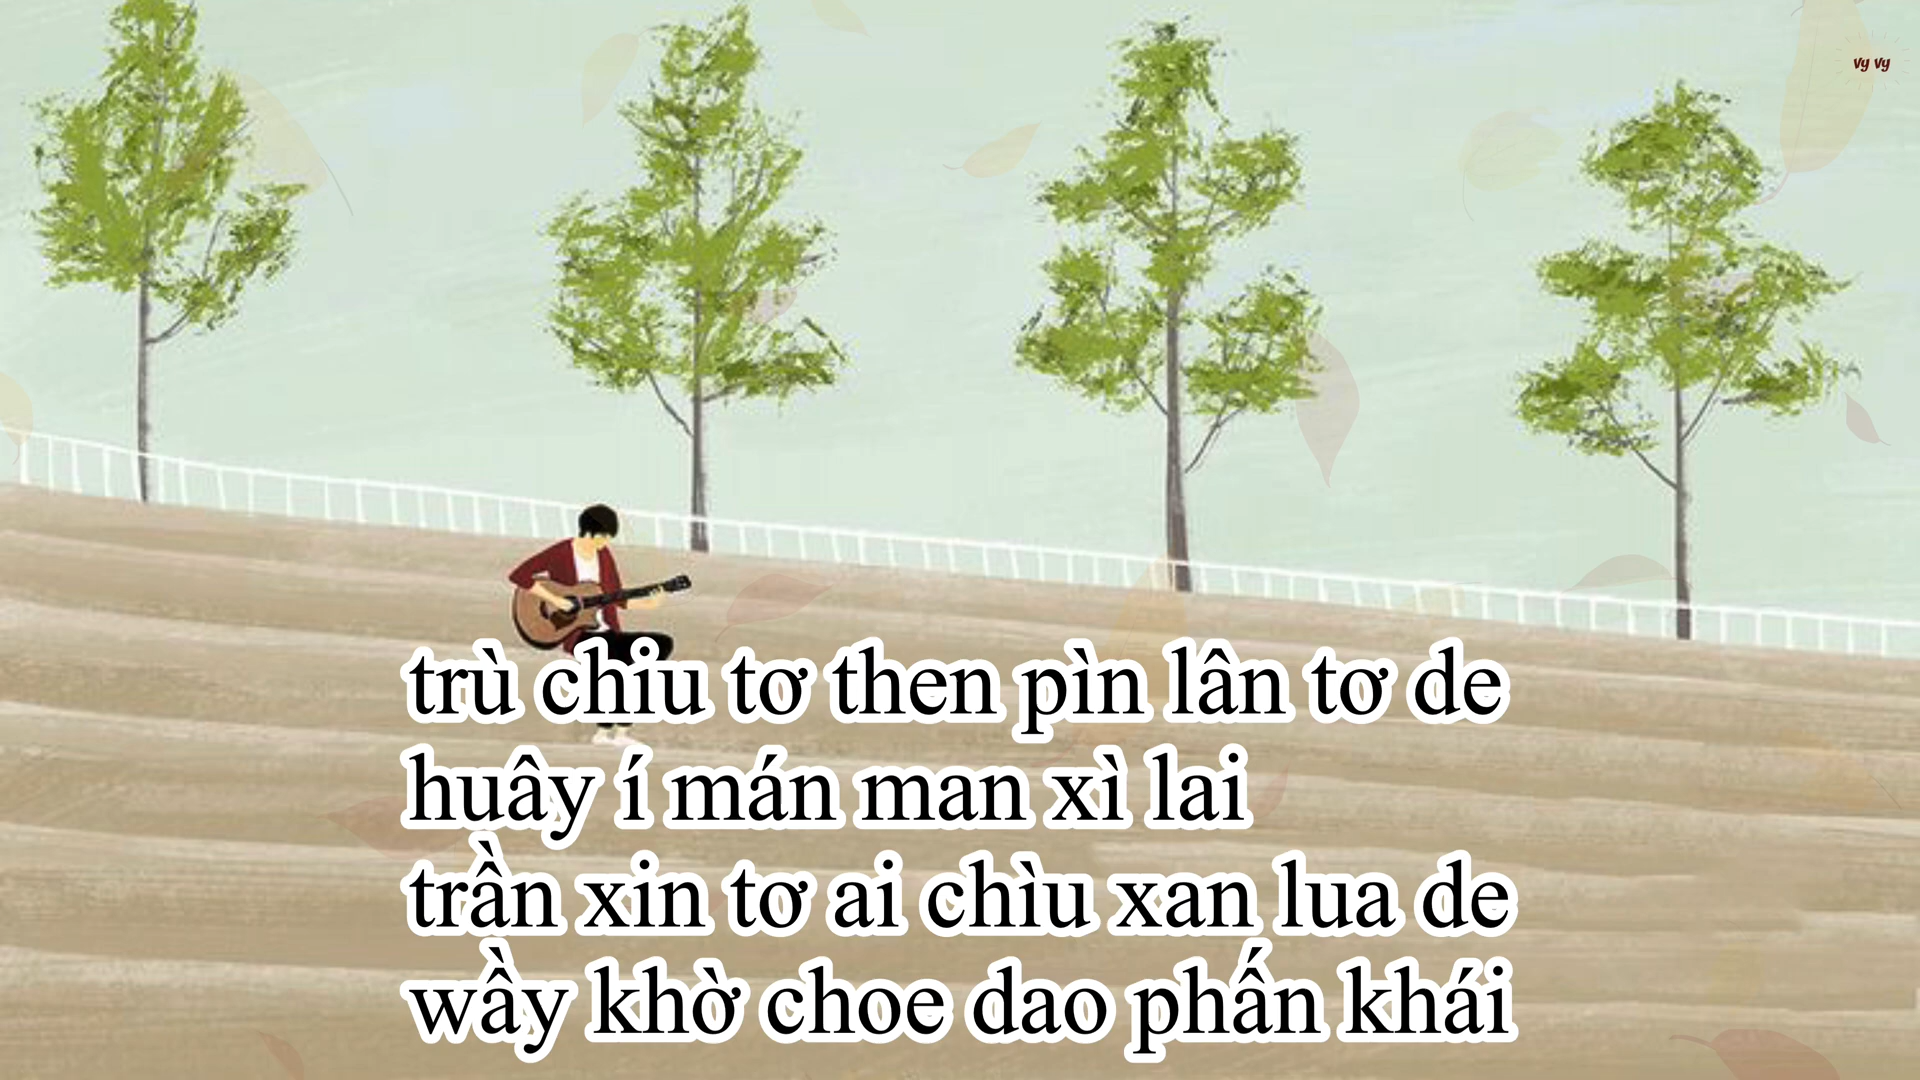 Vy Vy
trù chiu tơ then pìn lân tơ de
huây í mán man xì lai
trần xin tơ ai chìu xan lua de
wầy khờ choe dao phấn khái